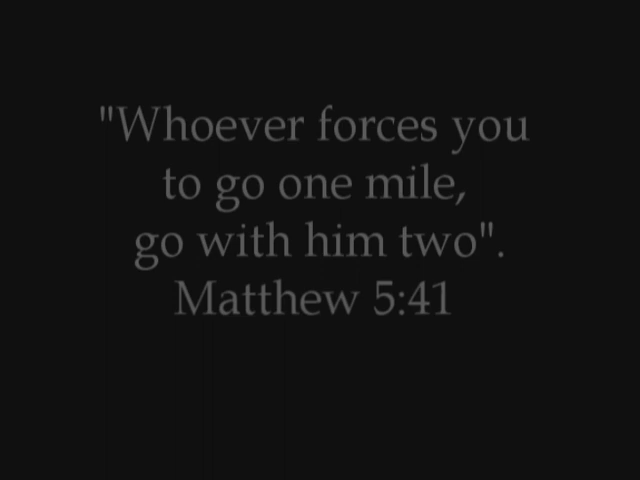 "Whoever forces you
to go one mile,
go with him two".
Matthew 5:41